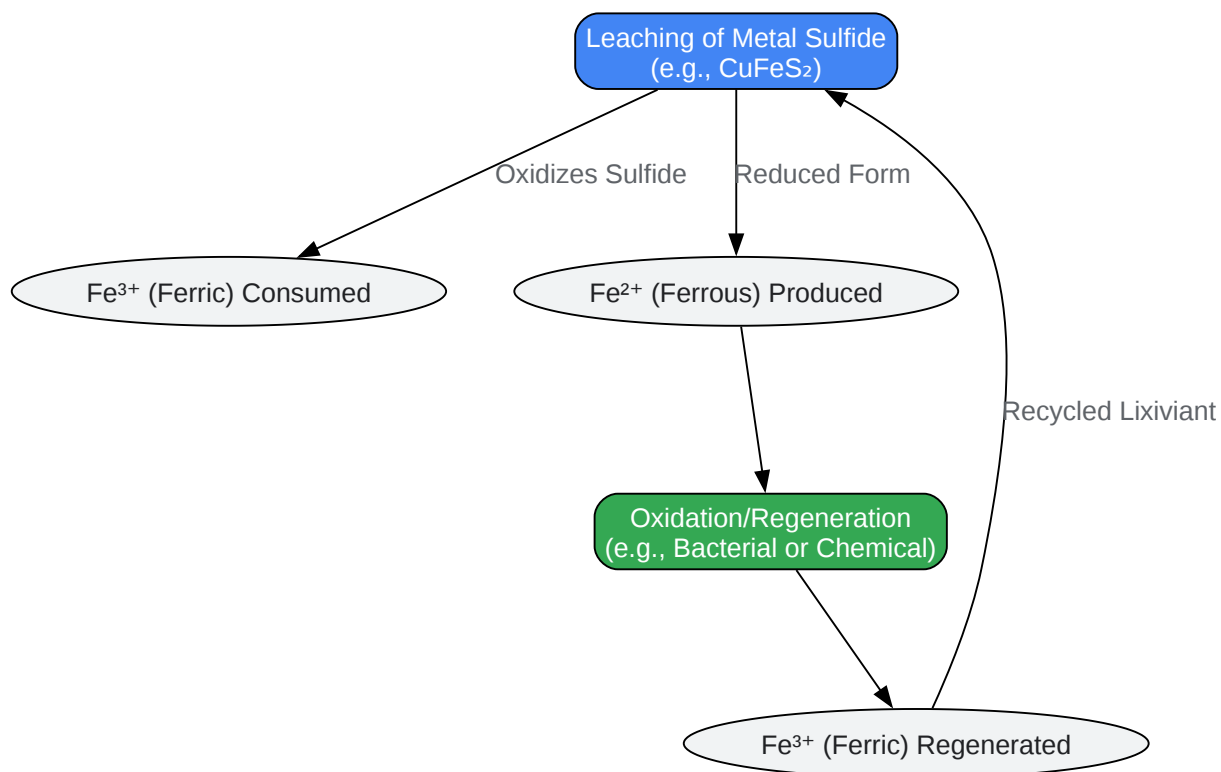 Leaching of Metal Sulfide
(e.g., CuFeS₂)
Oxidizes Sulfide
Reduced Form
Fe³⁺ (Ferric) Consumed
Fe²⁺ (Ferrous) Produced
Recycled Lixiviant
Oxidation/Regeneration
(e.g., Bacterial or Chemical)
Fe³⁺ (Ferric) Regenerated